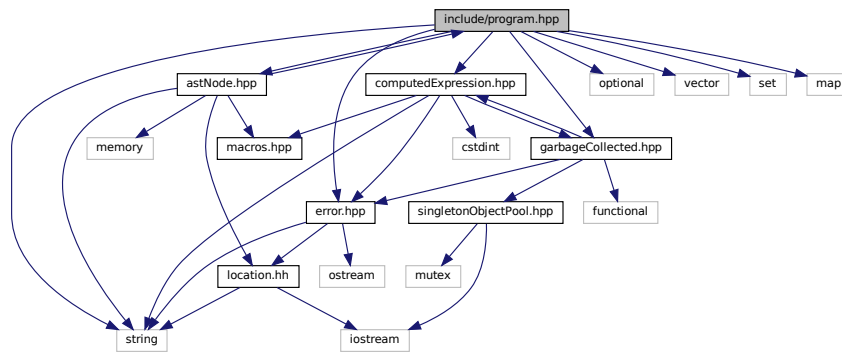 include/program.hpp
astNode.hpp
computedExpression.hpp
optional
vector
set
map
memory
macros.hpp
cstdint
garbageCollected.hpp
error.hpp
singletonObjectPool.hpp
functional
location.hh
ostream
mutex
string
iostream